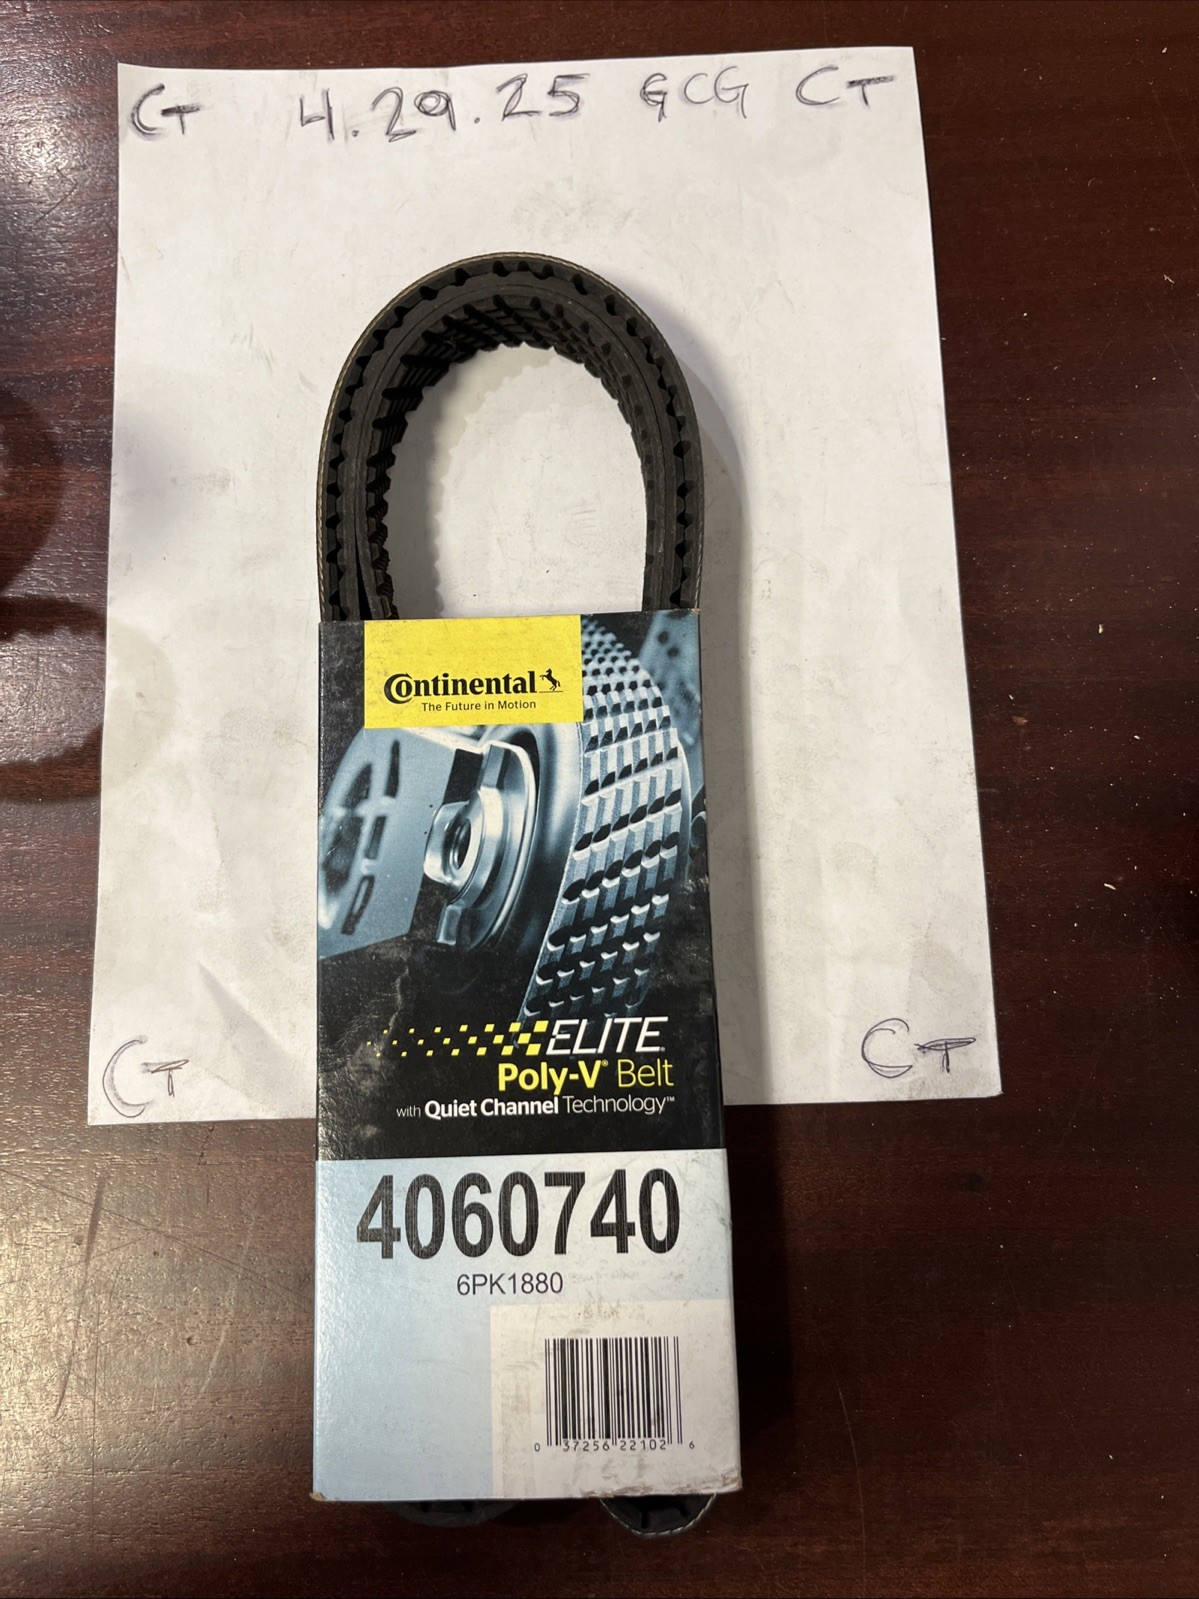 CT 4.29.25 GCG CT
Continental
The Future in Motion
ELITE
Poly-V® Belt
with Quiet Channel Technology™
CT CT
4060740
6PK1880
0 37256 22102 6